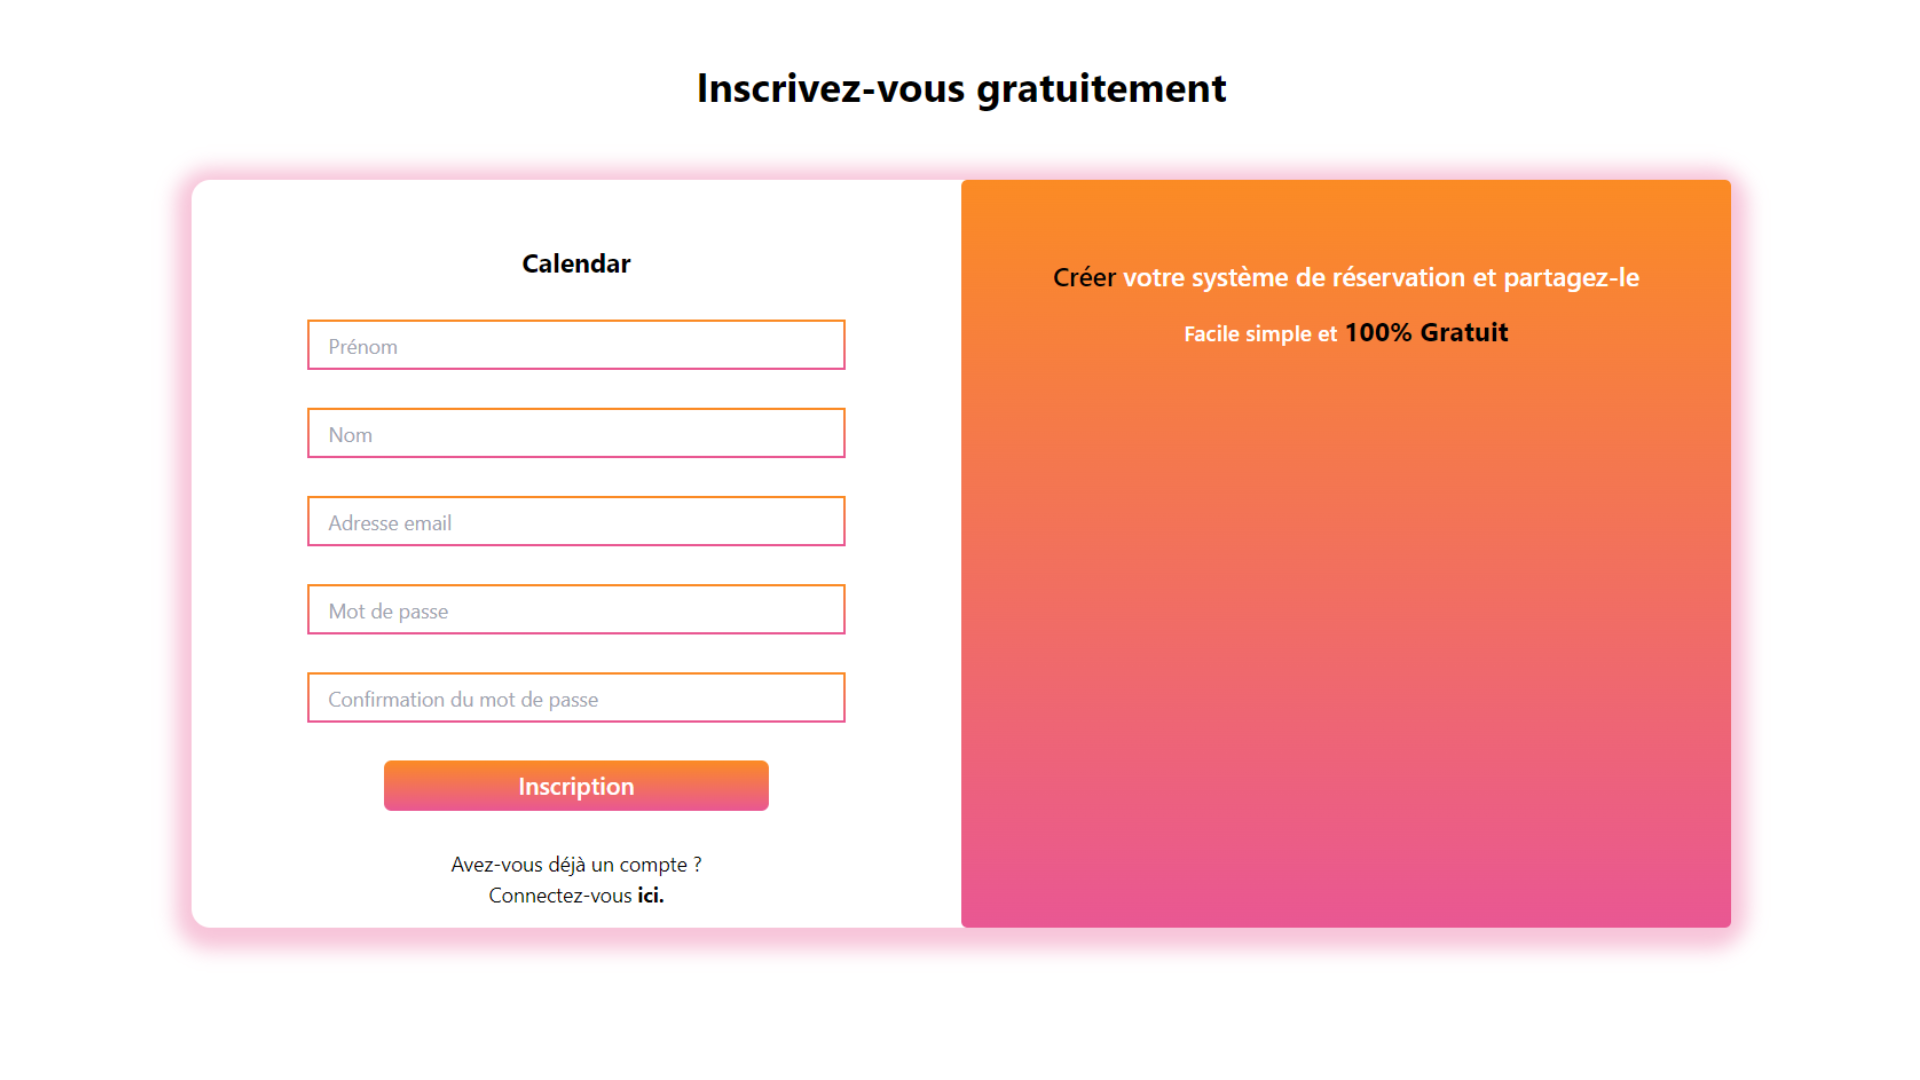 Inscrivez-vous gratuitement
Calendar
Prénom
Nom
Adresse email
Mot de passe
Confirmation du mot de passe
Inscription
Avez-vous déjà un compte ?
Connectez-vous ici.
Créer votre système de réservation et partagez-le
Facile simple et 100% Gratuit